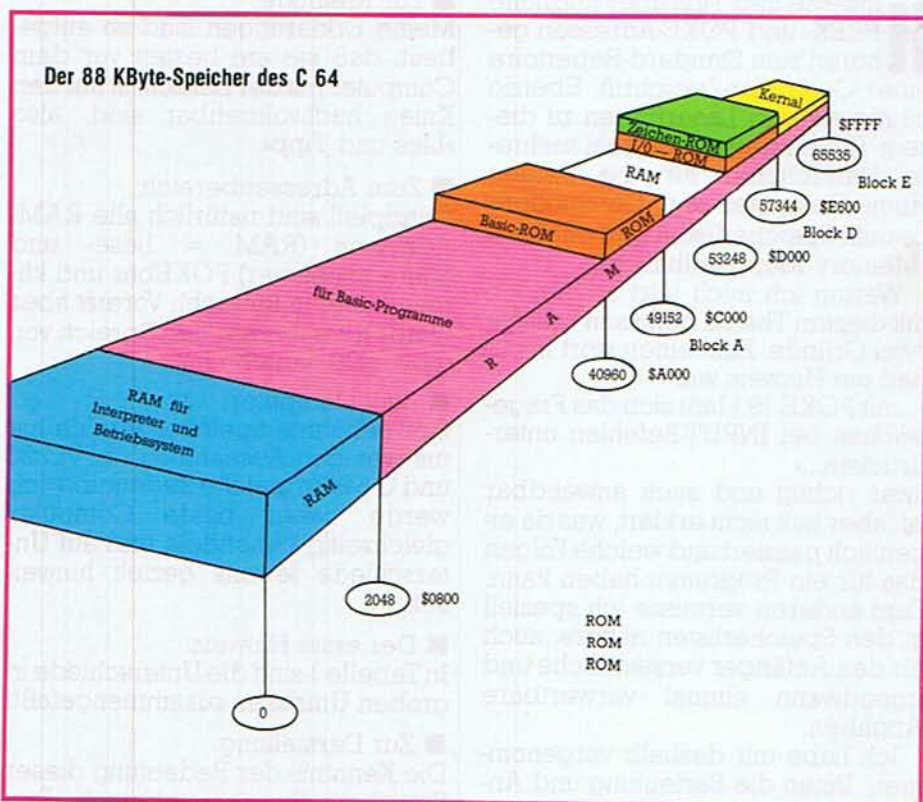 Der 88 KByte-Speicher des C 64
Kernal
Zeichen-ROM
I/O — ROM
RAM
Basic-ROM
ROM
für Basic-Programme
R A M
RAM für
Interpreter und
Betriebssystem
RAM
$FFFF
65535
Block E
57344 $E600
Block D
53248 $D000
49152 $C000
Block A
40960 $A000
2048 $0800
0
ROM
ROM
ROM